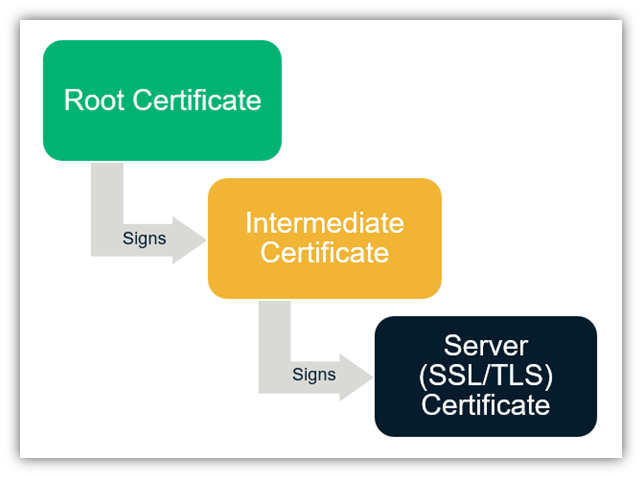 Root Certificate
Signs
Intermediate
Certificate
Signs
Server
(SSL/TLS)
Certificate